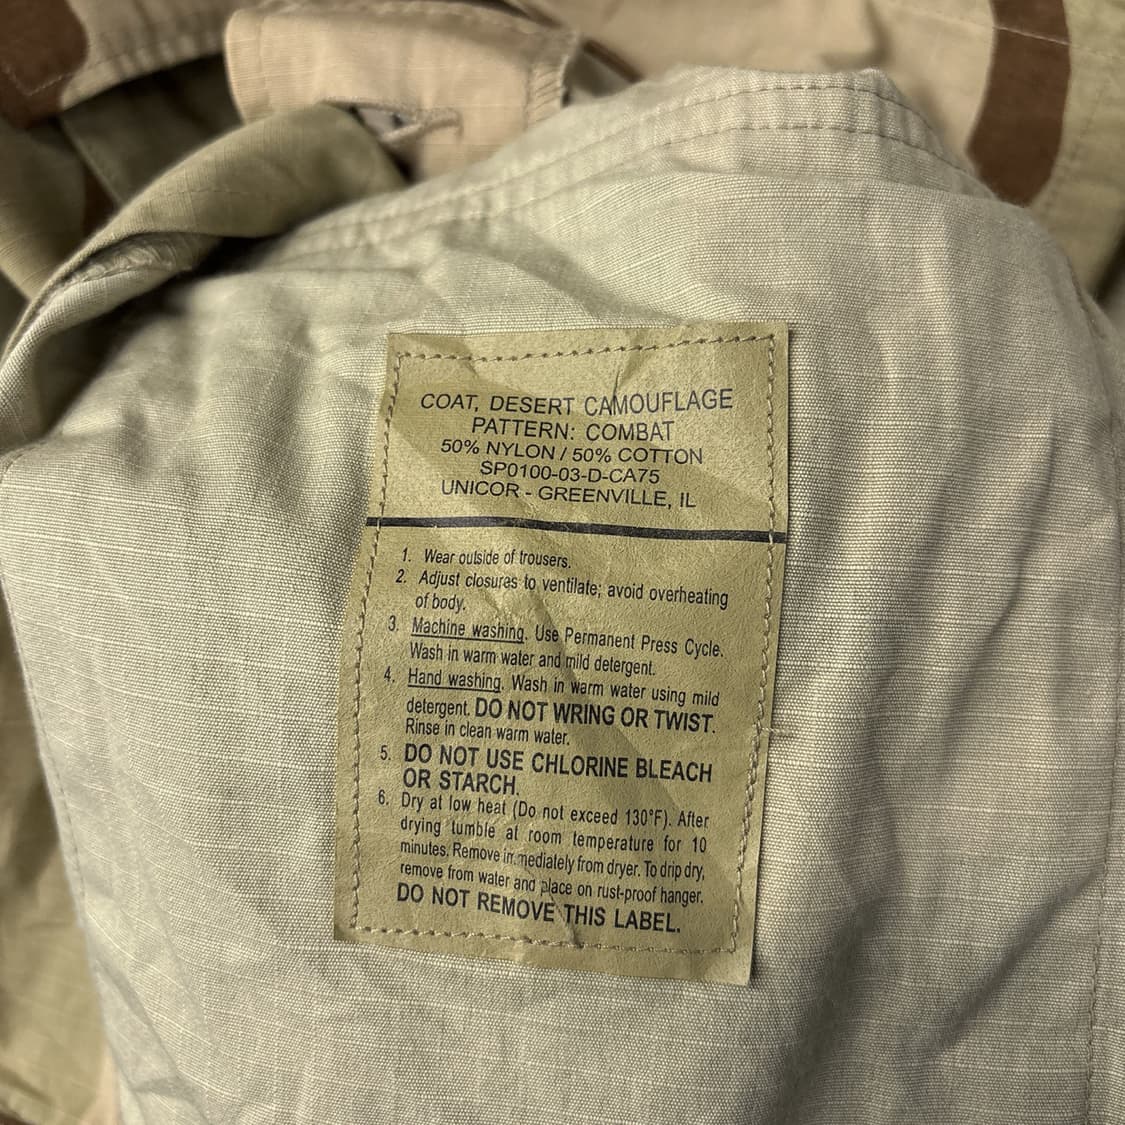 COAT, DESERT CAMOUFLAGE
PATTERN: COMBAT
50% NYLON / 50% COTTON
SP0100-03-D-CA75
UNICOR - GREENVILLE, IL
1. Wear outside of trousers.
2. Adjust closures to ventilate; avoid overheating
of body.
3. Machine washing. Use Permanent Press Cycle.
Wash in warm water and mild detergent.
4. Hand washing. Wash in warm water using mild
detergent. DO NOT WRING OR TWIST.
Rinse in clean warm water.
5. DO NOT USE CHLORINE BLEACH
OR STARCH.
6. Dry at low heat (Do not exceed 130°F). After
drying tumble at room temperature for 10
minutes. Remove immediately from dryer. To drip dry,
remove from water and place on rust-proof hanger.
DO NOT REMOVE THIS LABEL.